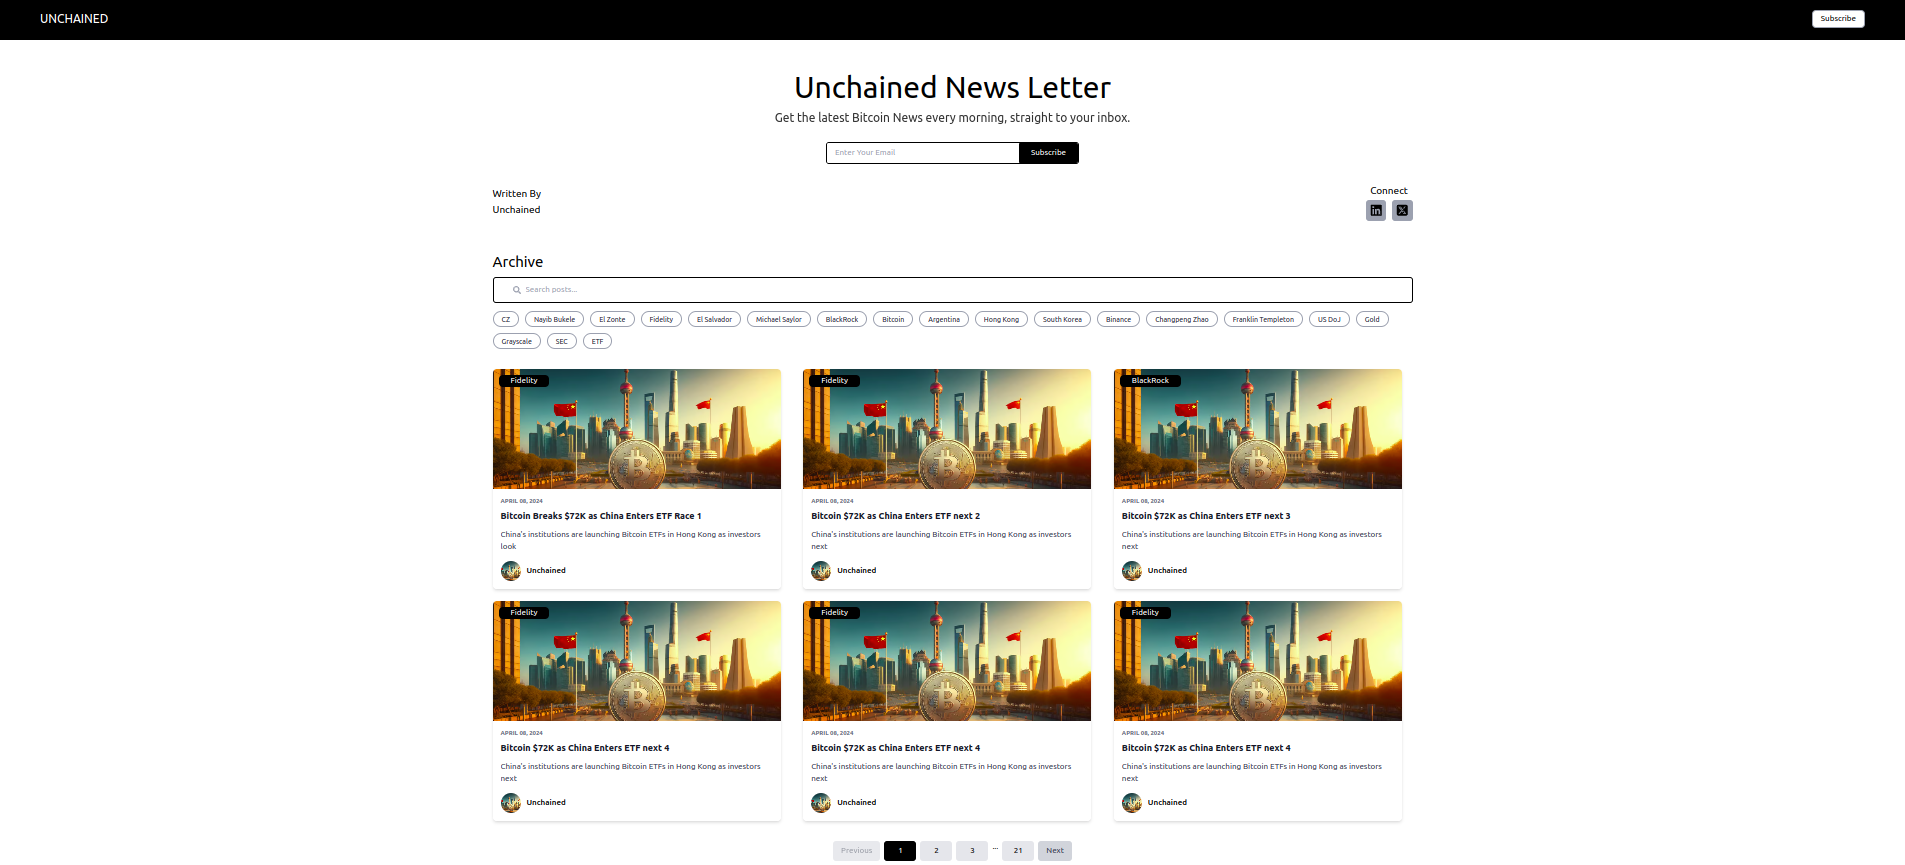 UNCHAINED
Subscribe
Unchained News Letter
Get the latest Bitcoin News every morning, straight to your inbox.
Enter Your Email
Subscribe
Written By
Unchained
Connect
Archive
Search posts...
CZ Nayib Bukele El Zonte Fidelity El Salvador Michael Saylor BlackRock Bitcoin Argentina Hong Kong South Korea Binance Changpeng Zhao Franklin Templeton US DoJ Gold
Grayscale SEC ETF
Fidelity
APRIL 08, 2024
Bitcoin Breaks $72K as China Enters ETF Race 1
China's institutions are launching Bitcoin ETFs in Hong Kong as investors
look
Unchained
Fidelity
APRIL 08, 2024
Bitcoin $72K as China Enters ETF next 2
China's institutions are launching Bitcoin ETFs in Hong Kong as investors
next
Unchained
BlackRock
APRIL 08, 2024
Bitcoin $72K as China Enters ETF next 3
China's institutions are launching Bitcoin ETFs in Hong Kong as investors
next
Unchained
Fidelity
APRIL 08, 2024
Bitcoin $72K as China Enters ETF next 4
China's institutions are launching Bitcoin ETFs in Hong Kong as investors
next
Unchained
Fidelity
APRIL 08, 2024
Bitcoin $72K as China Enters ETF next 4
China's institutions are launching Bitcoin ETFs in Hong Kong as investors
next
Unchained
Fidelity
APRIL 08, 2024
Bitcoin $72K as China Enters ETF next 4
China's institutions are launching Bitcoin ETFs in Hong Kong as investors
next
Unchained
Previous 1 2 3 ... 21 Next